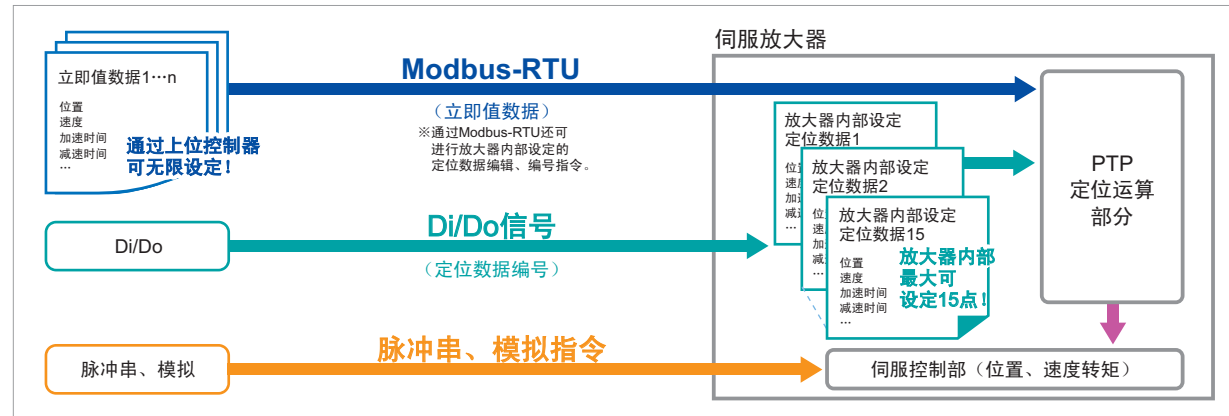 伺服放大器
立即值数据1…n
位置
速度
加速时间
减速时间
…
通过上位控制器
可无限设定！
Modbus-RTU
（立即值数据）
※通过Modbus-RTU还可
进行放大器内部设定的
定位数据编辑、编号指令。
放大器内部设定
定位数据1
位
速
加
减
…
放大器内部设定
定位数据2
位
速
加
减
…
放大器内部设定
定位数据15
位置
速度
加速时间
减速时间
…
放大器内部
最大可
设定15点！
PTP
定位运算
部分
Di/Do
Di/Do信号
（定位数据编号）
脉冲串、模拟
脉冲串、模拟指令
伺服控制部（位置、速度转矩）